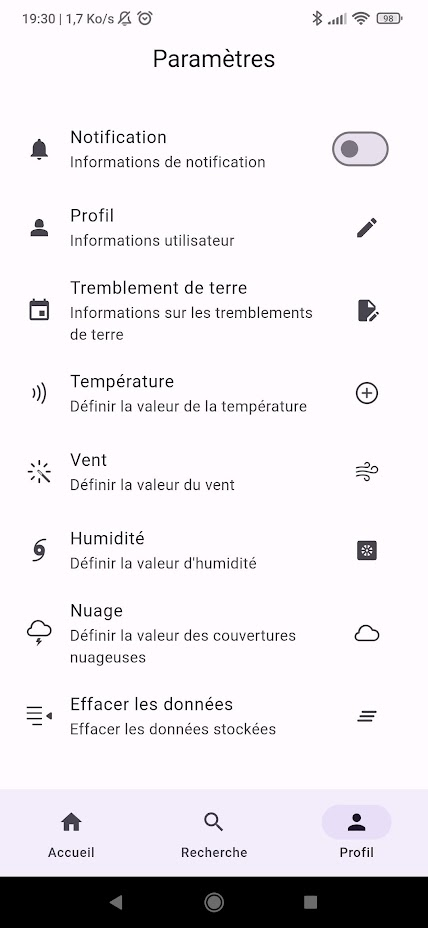 19:30 | 1,7 Ko/s
98
Paramètres
Notification
Informations de notification
Profil
Informations utilisateur
Tremblement de terre
Informations sur les tremblements
de terre
Température
Définir la valeur de la température
Vent
Définir la valeur du vent
Humidité
Définir la valeur d'humidité
Nuage
Définir la valeur des couvertures
nuageuses
Effacer les données
Effacer les données stockées
Accueil
Recherche
Profil